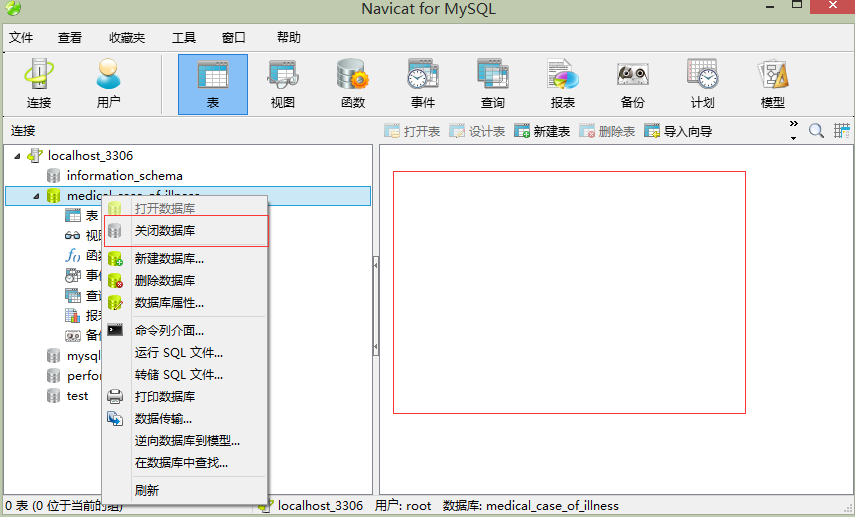 Navicat for MySQL
文件 查看 收藏夹 工具 窗口 帮助
连接 用户 表 视图 函数 事件 查询 报表 备份 计划 模型
连接
打开表 设计表 新建表 删除表 导入向导
localhost_3306
information_schema
medical_case_of_illness
表
mysql
test
打开数据库
关闭数据库
新建数据库...
删除数据库
数据库属性...
命令列介面...
运行 SQL 文件...
转储 SQL 文件...
打印数据库
数据传输...
逆向数据库到模型...
在数据库中查找...
刷新
0 表 (0 位于当前的组) localhost_3306 用户: root 数据库: medical_case_of_illness